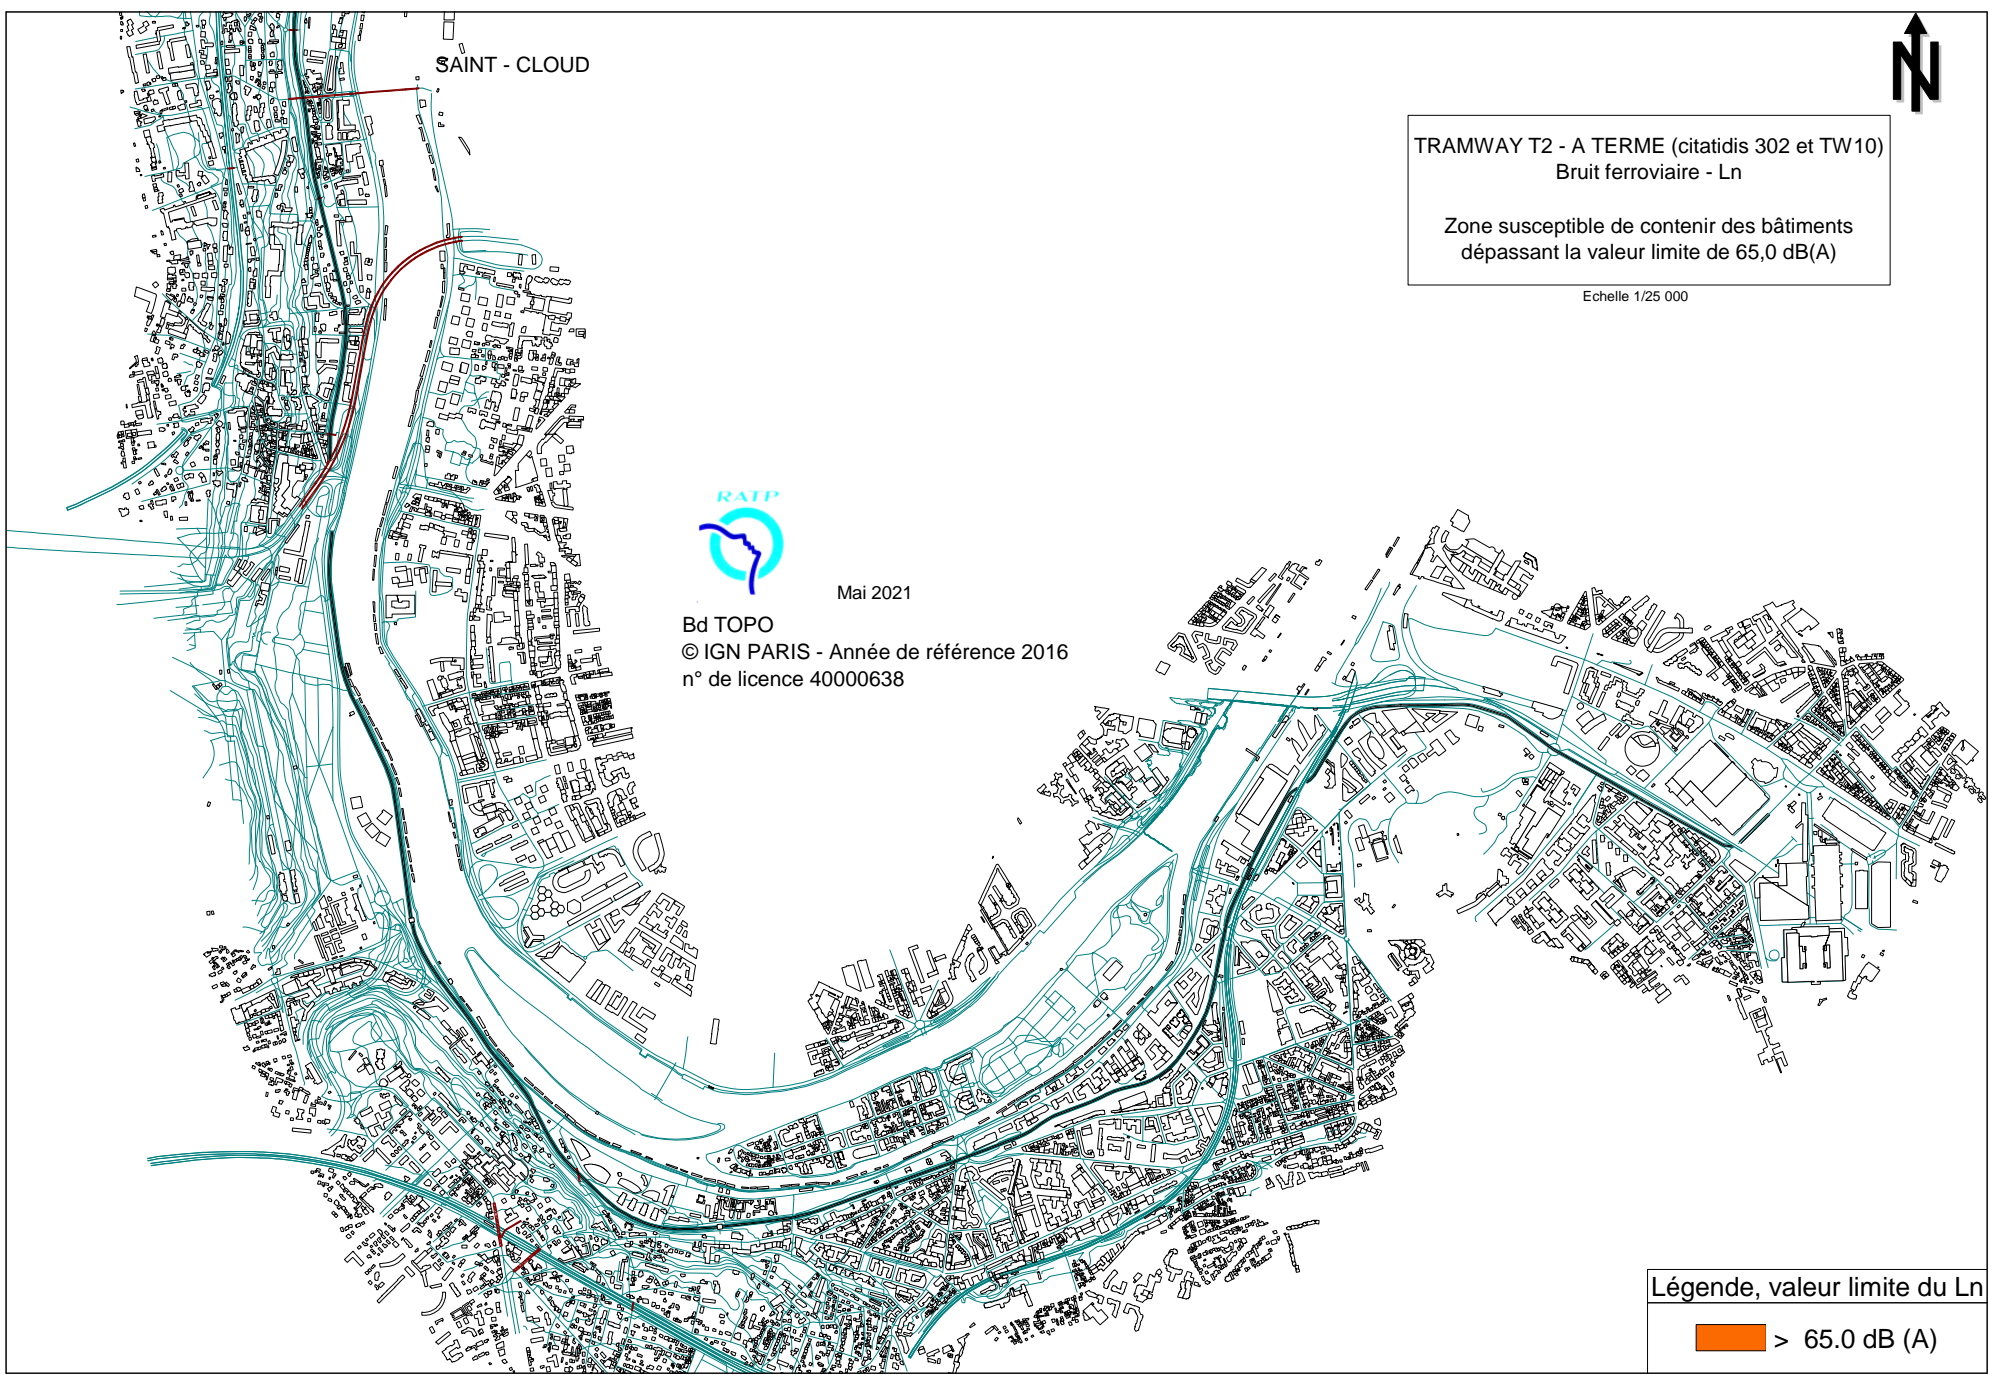 SAINT - CLOUD
TRAMWAY T2 - A TERME (citatidis 302 et TW10)
Bruit ferroviaire - Ln
Zone susceptible de contenir des bâtiments
dépassant la valeur limite de 65,0 dB(A)
Echelle 1/25 000
N
RATP
Mai 2021
Bd TOPO
© IGN PARIS - Année de référence 2016
n° de licence 40000638
Légende, valeur limite du Ln
> 65.0 dB (A)